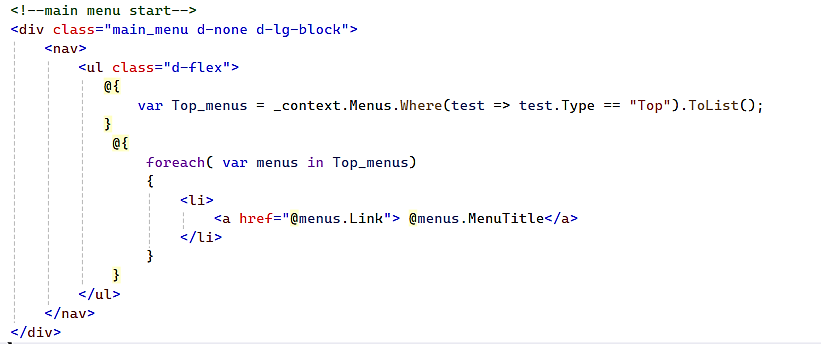 <!--main menu start-->
<div class="main_menu d-none d-lg-block">
<nav>
<ul class="d-flex">
@{
var Top_menus = _context.Menus.Where(test => test.Type == "Top").ToList();
}
@{
foreach( var menus in Top_menus)
{
<li>
<a href="@menus.Link"> @menus.MenuTitle</a>
</li>
}
}
</ul>
</nav>
</div>